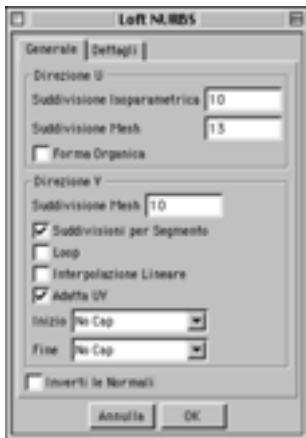 Loft NURBS
Generale Dettagli
Direzione U
Suddivisione Isoparametrica 10
Suddivisione Mesh 13
Forma Organica
Direzione V
Suddivisione Mesh 10
Suddivisioni per Segmento
Loop
Interpolazione Lineare
Adatta UV
Inizio No Cap
Fine No Cap
Inverti le Normali
Annulla OK